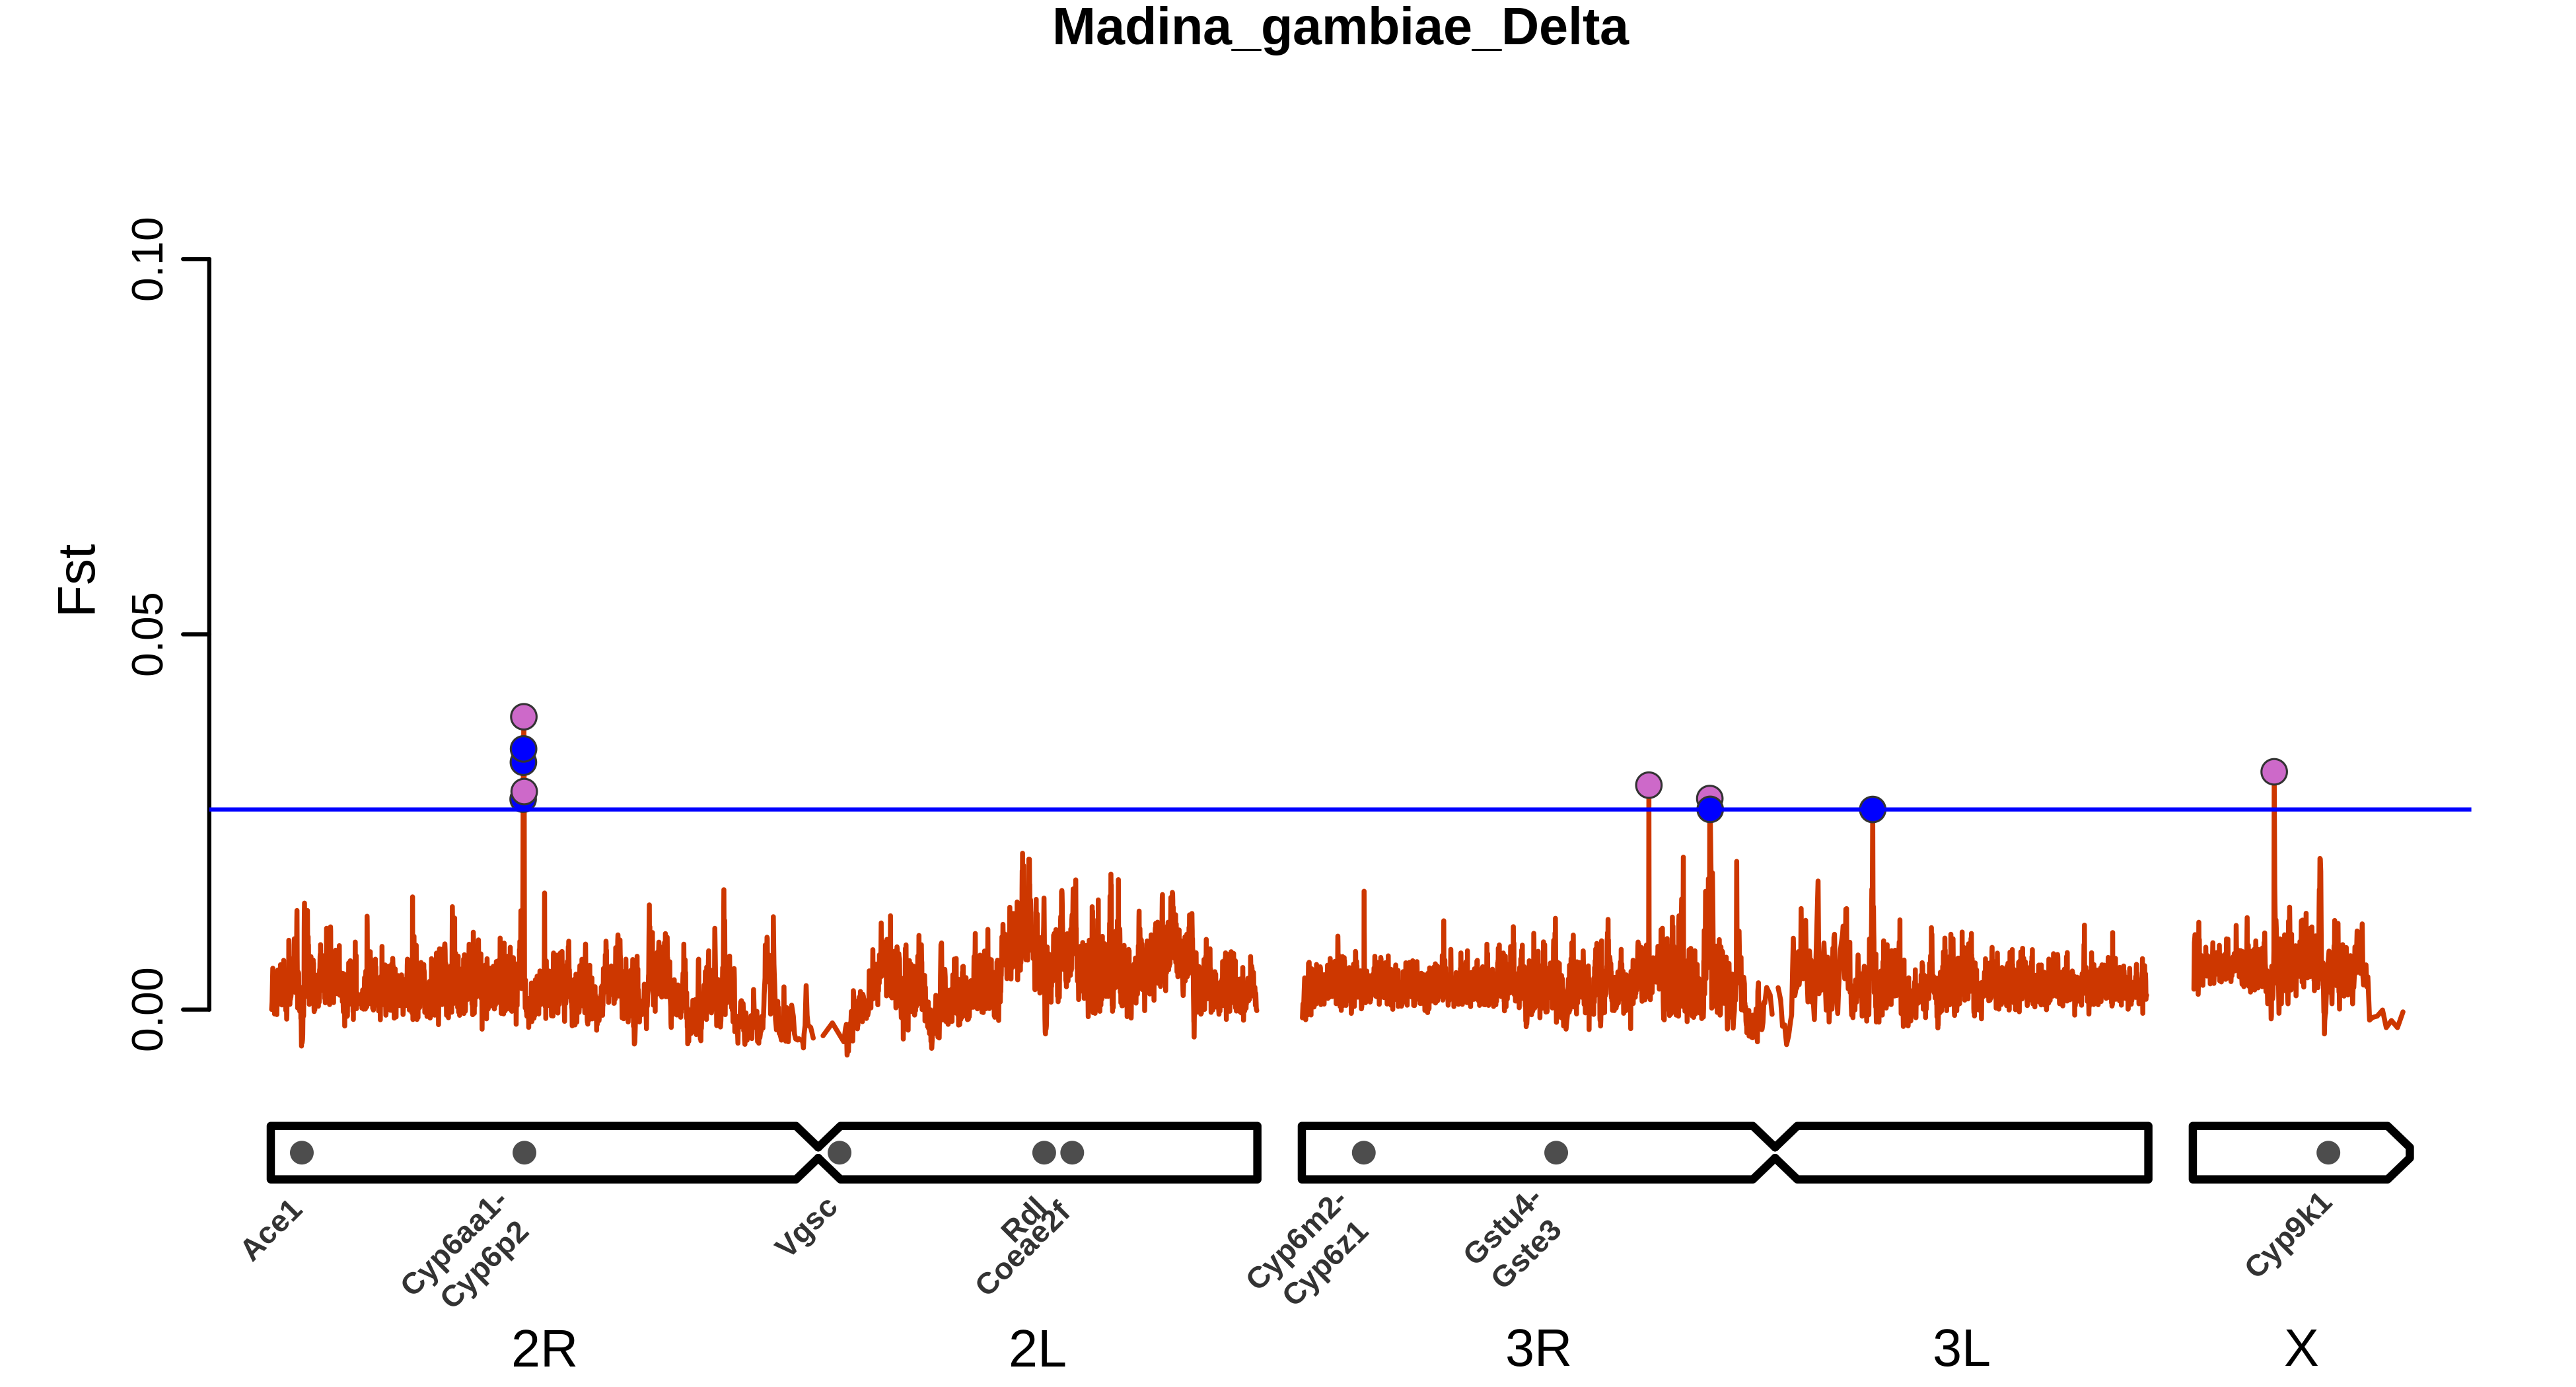 Madina_gambiae_Delta
0.10
0.05
0.00
Fst
Ace1
Cyp6aa1-
Cyp6p2
Vgsc
Rdl
Coeae2f
Cyp6m2-
Cyp6z1
Gstu4-
Gste3
Cyp9k1
2R
2L
3R
3L
X